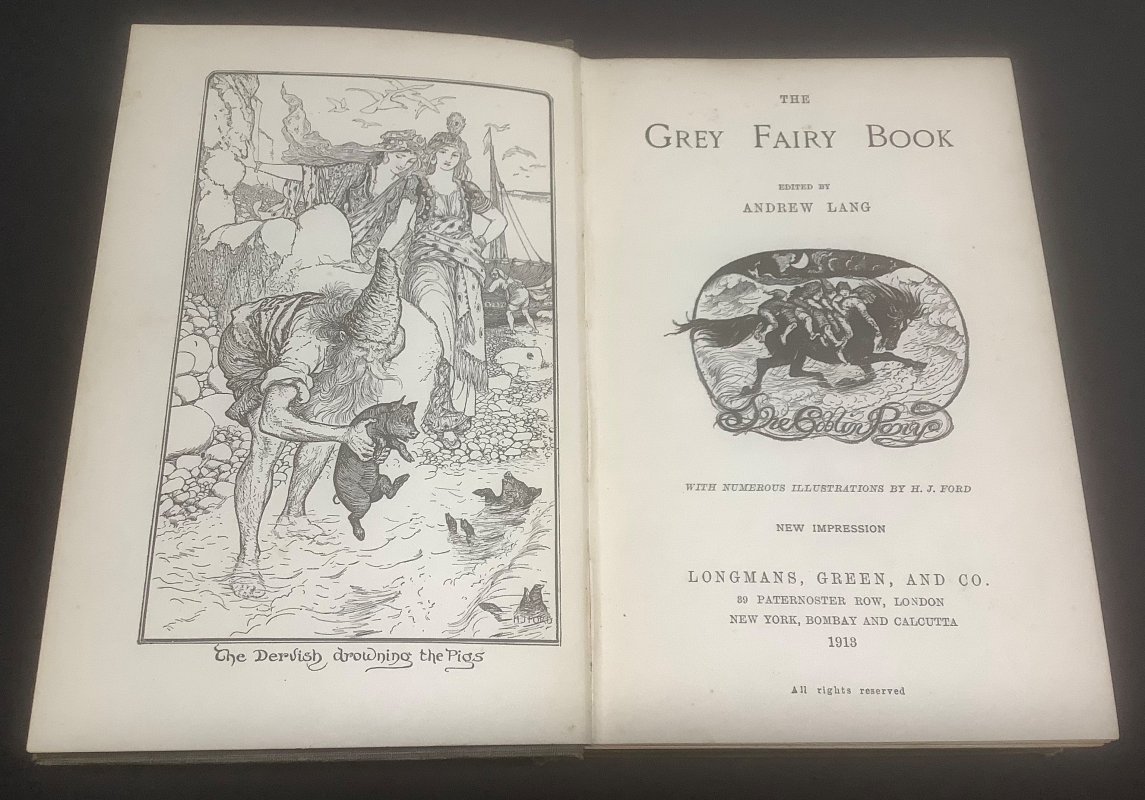 H·J·FORD
The Dervish drowning the Pigs
THE
GREY FAIRY BOOK
EDITED BY
ANDREW LANG
The Goblin Pony
WITH NUMEROUS ILLUSTRATIONS BY H. J. FORD
NEW IMPRESSION
LONGMANS, GREEN, AND CO.
39 PATERNOSTER ROW, LONDON
NEW YORK, BOMBAY AND CALCUTTA
1913
All rights reserved